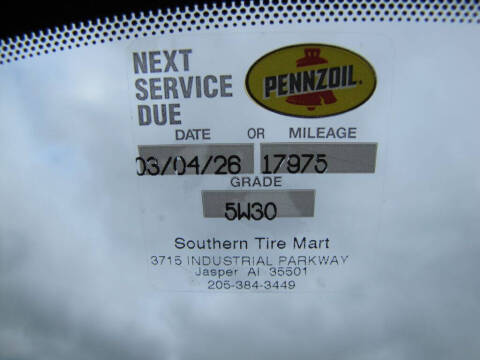 NEXT
SERVICE
DUE
PENNZOIL.
DATE OR MILEAGE
03/04/26 17975
GRADE
5W30
Southern Tire Mart
3715 INDUSTRIAL PARKWAY
Jasper Al 35501
205-384-3449